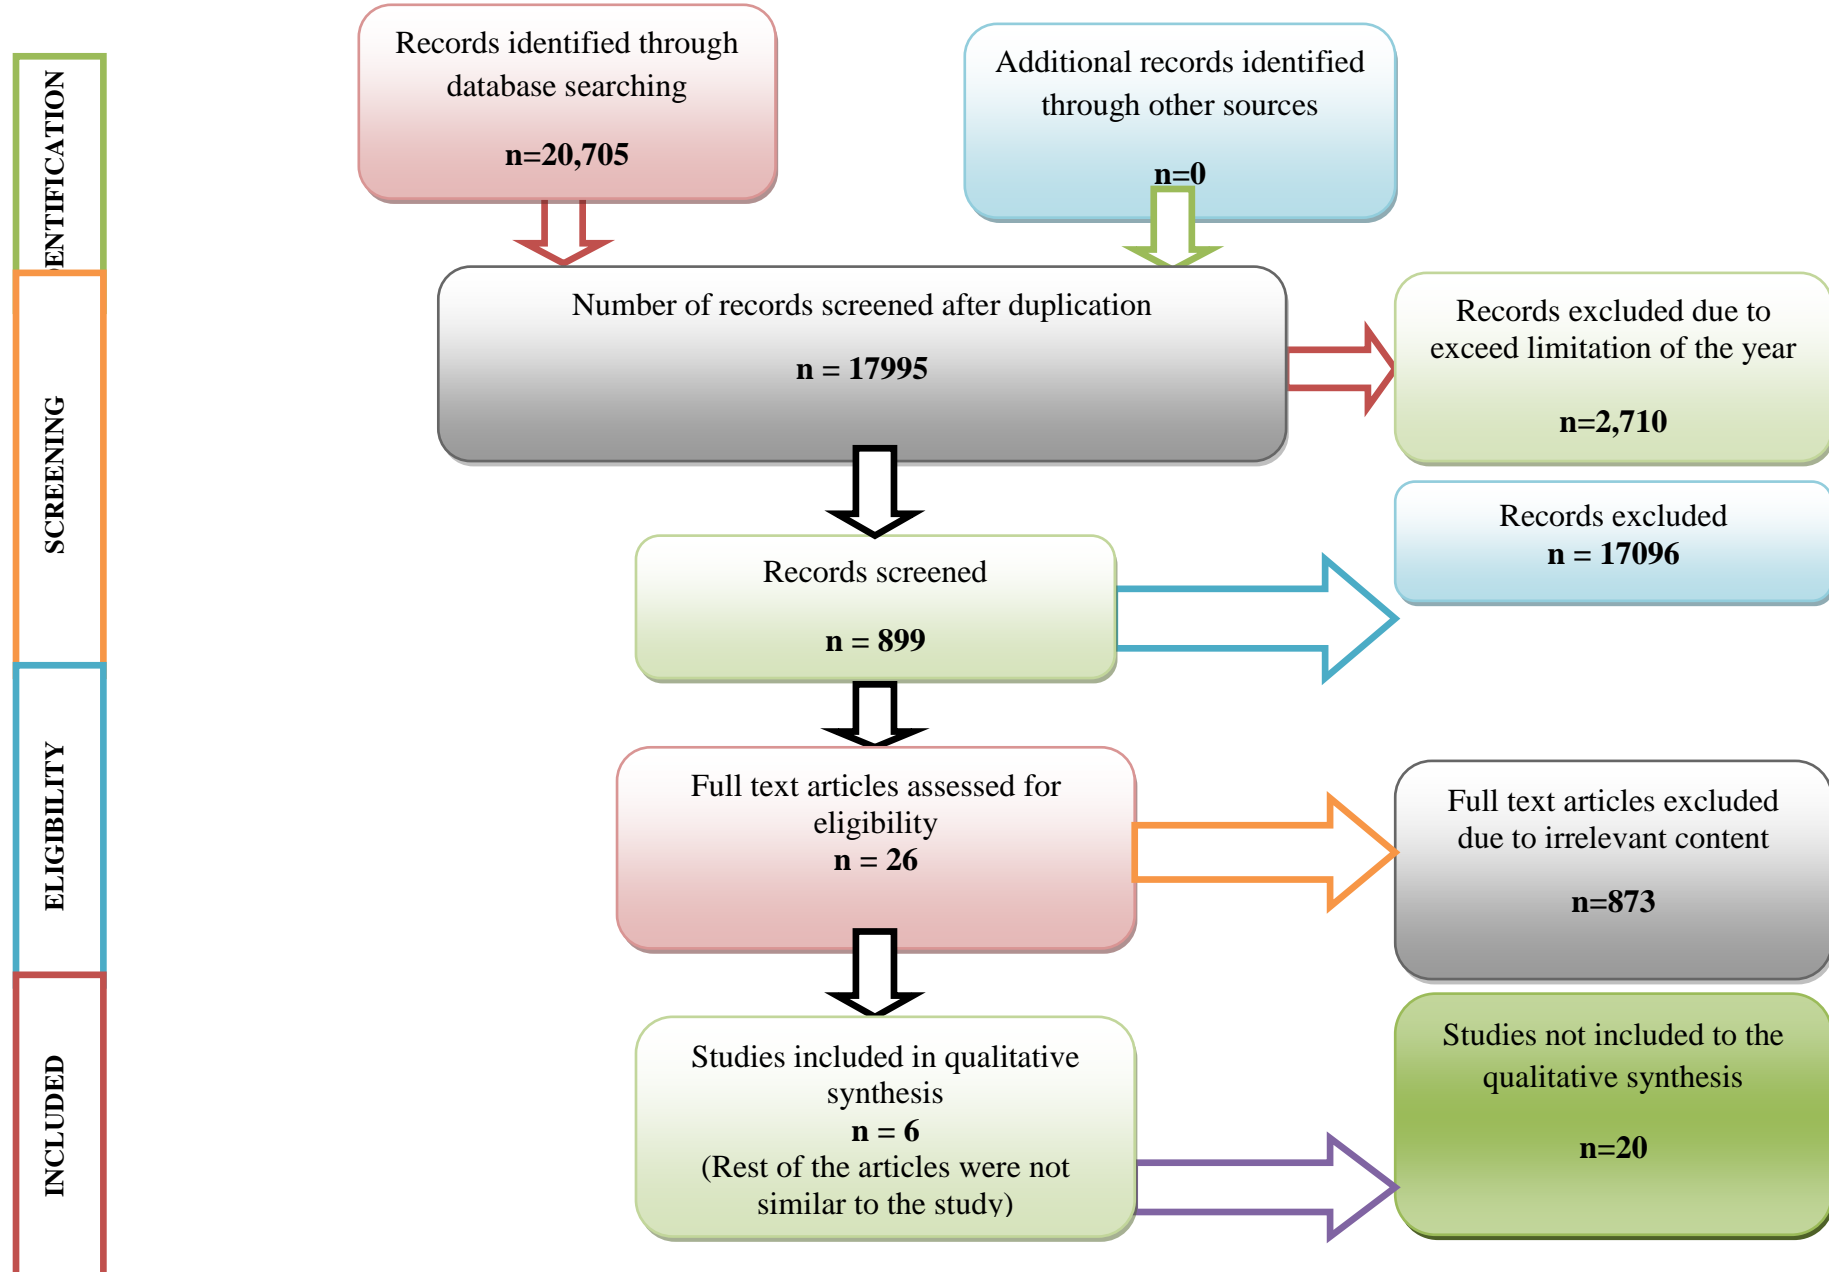 Records identified through
database searching
n=20,705
Additional records identified
through other sources
n=0
DENTIFICATION
Number of records screened after duplication
n = 17995
Records excluded due to
exceed limitation of the year
n=2,710
SCREENING
Records excluded
n = 17096
Records screened
n = 899
ELIGIBILITY
Full text articles assessed for
eligibility
n = 26
Full text articles excluded
due to irrelevant content
n=873
INCLUDED
Studies included in qualitative
synthesis
n = 6
(Rest of the articles were not
similar to the study)
Studies not included to the
qualitative synthesis
n=20